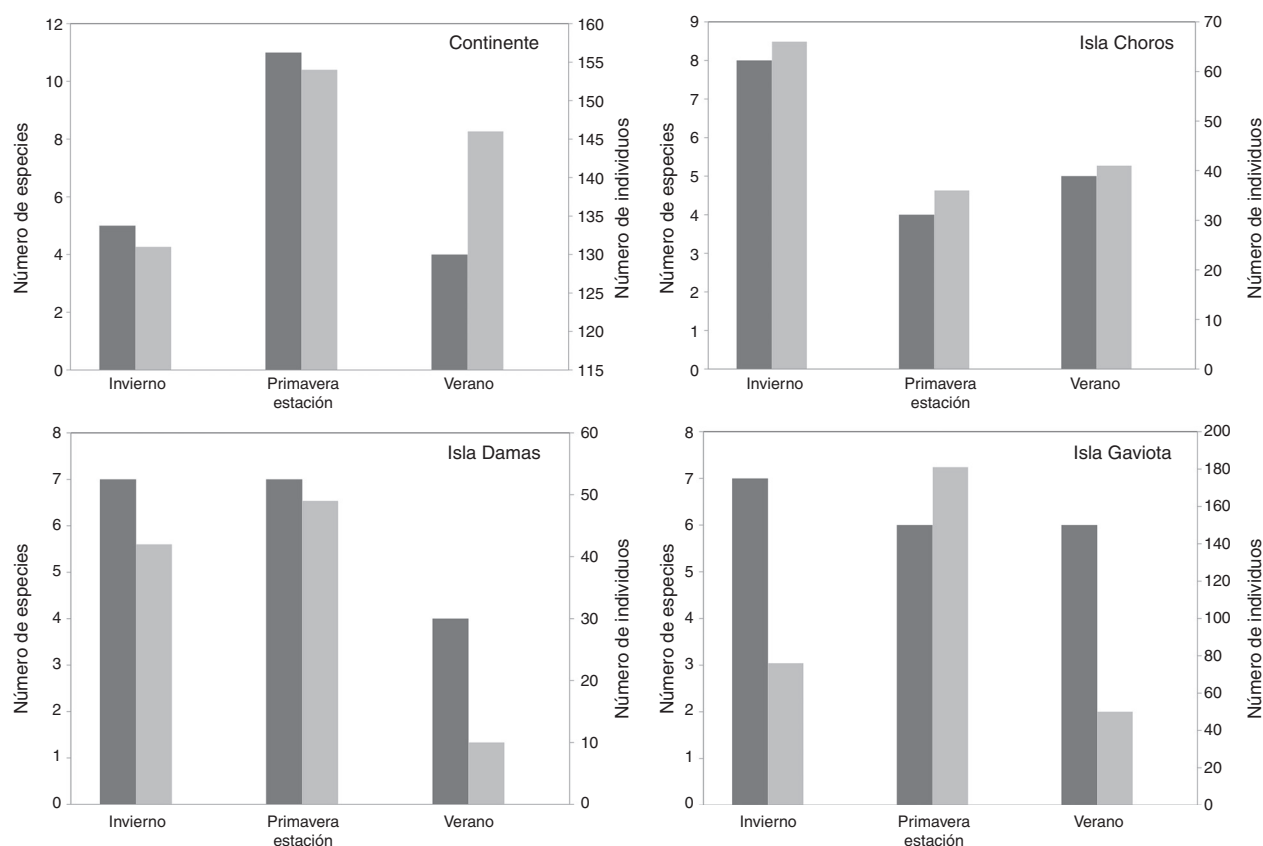 Continente
Número de especies
12
10
8
6
4
2
0
160
155
150
145
140
135
130
125
120
115
Número de individuos
Invierno
Primavera
Verano
estación
Isla Choros
Número de especies
9
8
7
6
5
4
3
2
1
0
70
60
50
40
30
20
10
0
Número de individuos
Invierno
Primavera
Verano
estación
Isla Damas
Número de especies
8
7
6
5
4
3
2
1
0
60
50
40
30
20
10
0
Número de individuos
Invierno
Primavera
Verano
estación
Isla Gaviota
Número de especies
8
7
6
5
4
3
2
1
0
200
180
160
140
120
100
80
60
40
20
0
Número de individuos
Invierno
Primavera
Verano
estación